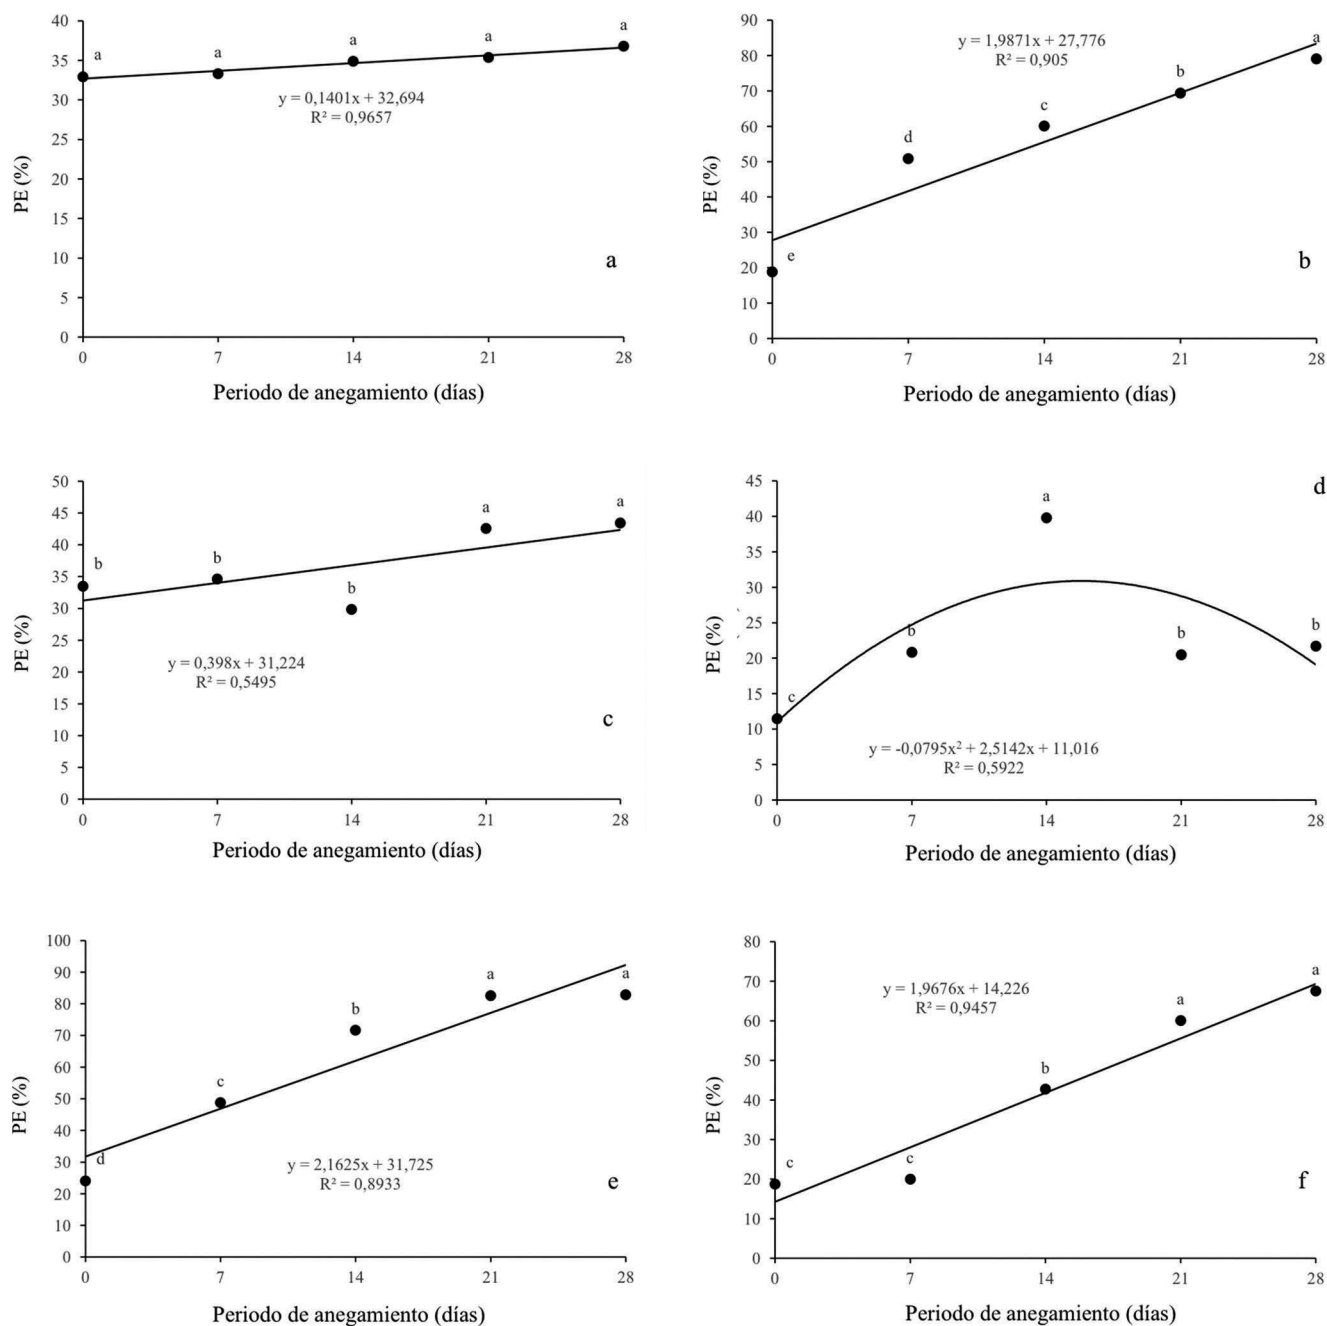 40
35
30
25
20
15
10
5
0
PE (%)
a
a
a
a
a
y = 0,1401x + 32,694
R² = 0,9657
a
0
7
14
21
28
Periodo de anegamiento (días)
90
80
70
60
50
40
30
20
10
0
PE (%)
y = 1,9871x + 27,776
R² = 0,905
e
d
c
b
a
b
0
7
14
21
28
Periodo de anegamiento (días)
50
45
40
35
30
25
20
15
10
5
0
PE (%)
b
b
b
a
a
y = 0,398x + 31,224
R² = 0,5495
c
0
7
14
21
28
Periodo de anegamiento (días)
45
40
35
30
25
20
15
10
5
0
PE (%)
d
c
b
a
b
b
y = -0,0795x² + 2,5142x + 11,016
R² = 0,5922
0
7
14
21
28
Periodo de anegamiento (días)
100
90
80
70
60
50
40
30
20
10
0
PE (%)
d
c
b
a
a
y = 2,1625x + 31,725
R² = 0,8933
e
0
7
14
21
28
Periodo de anegamiento (días)
80
70
60
50
40
30
20
10
0
PE (%)
y = 1,9676x + 14,226
R² = 0,9457
c
c
b
a
a
f
0
7
14
21
28
Periodo de anegamiento (días)